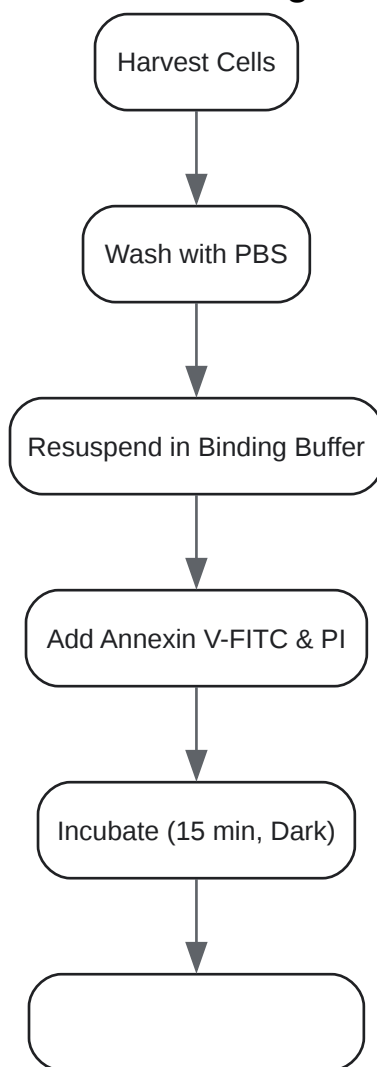 Harvest Cells
Wash with PBS
Resuspend in Binding Buffer
Add Annexin V-FITC & PI
Incubate (15 min, Dark)